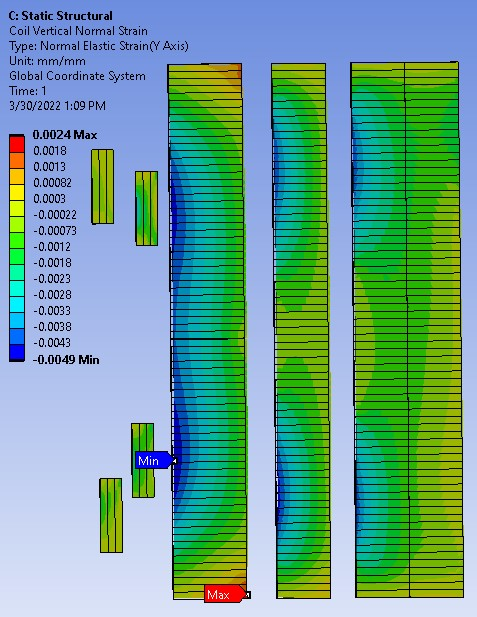 C: Static Structural
Coil Vertical Normal Strain
Type: Normal Elastic Strain(Y Axis)
Unit: mm/mm
Global Coordinate System
Time: 1
3/30/2022 1:09 PM
0.0024 Max
0.0018
0.0013
0.00082
0.0003
-0.00022
-0.00073
-0.0012
-0.0018
-0.0023
-0.0028
-0.0033
-0.0038
-0.0043
-0.0049 Min
Min
Max